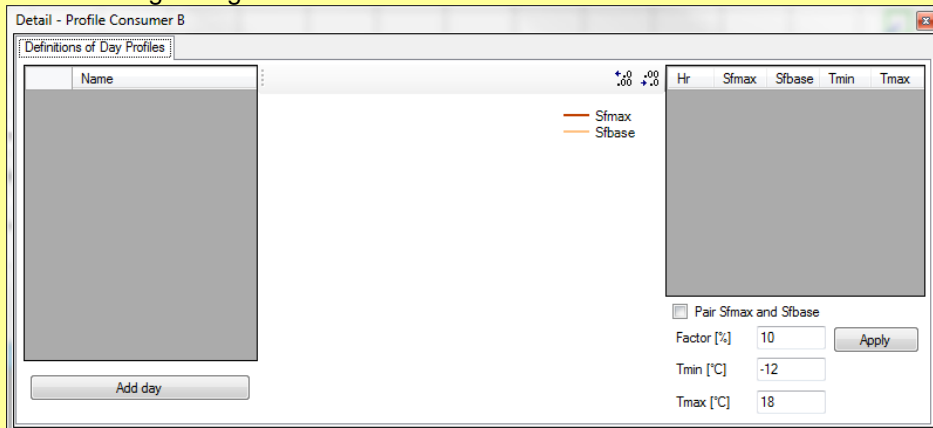 Detail - Profile Consumer B
Definitions of Day Profiles
Name
Hr Sfmax Sfbase Tmin Tmax
Sfmax
Sfbase
Pair Sfmax and Sfbase
Factor [%] 10 Apply
Tmin [°C] -12
Tmax [°C] 18
Add day